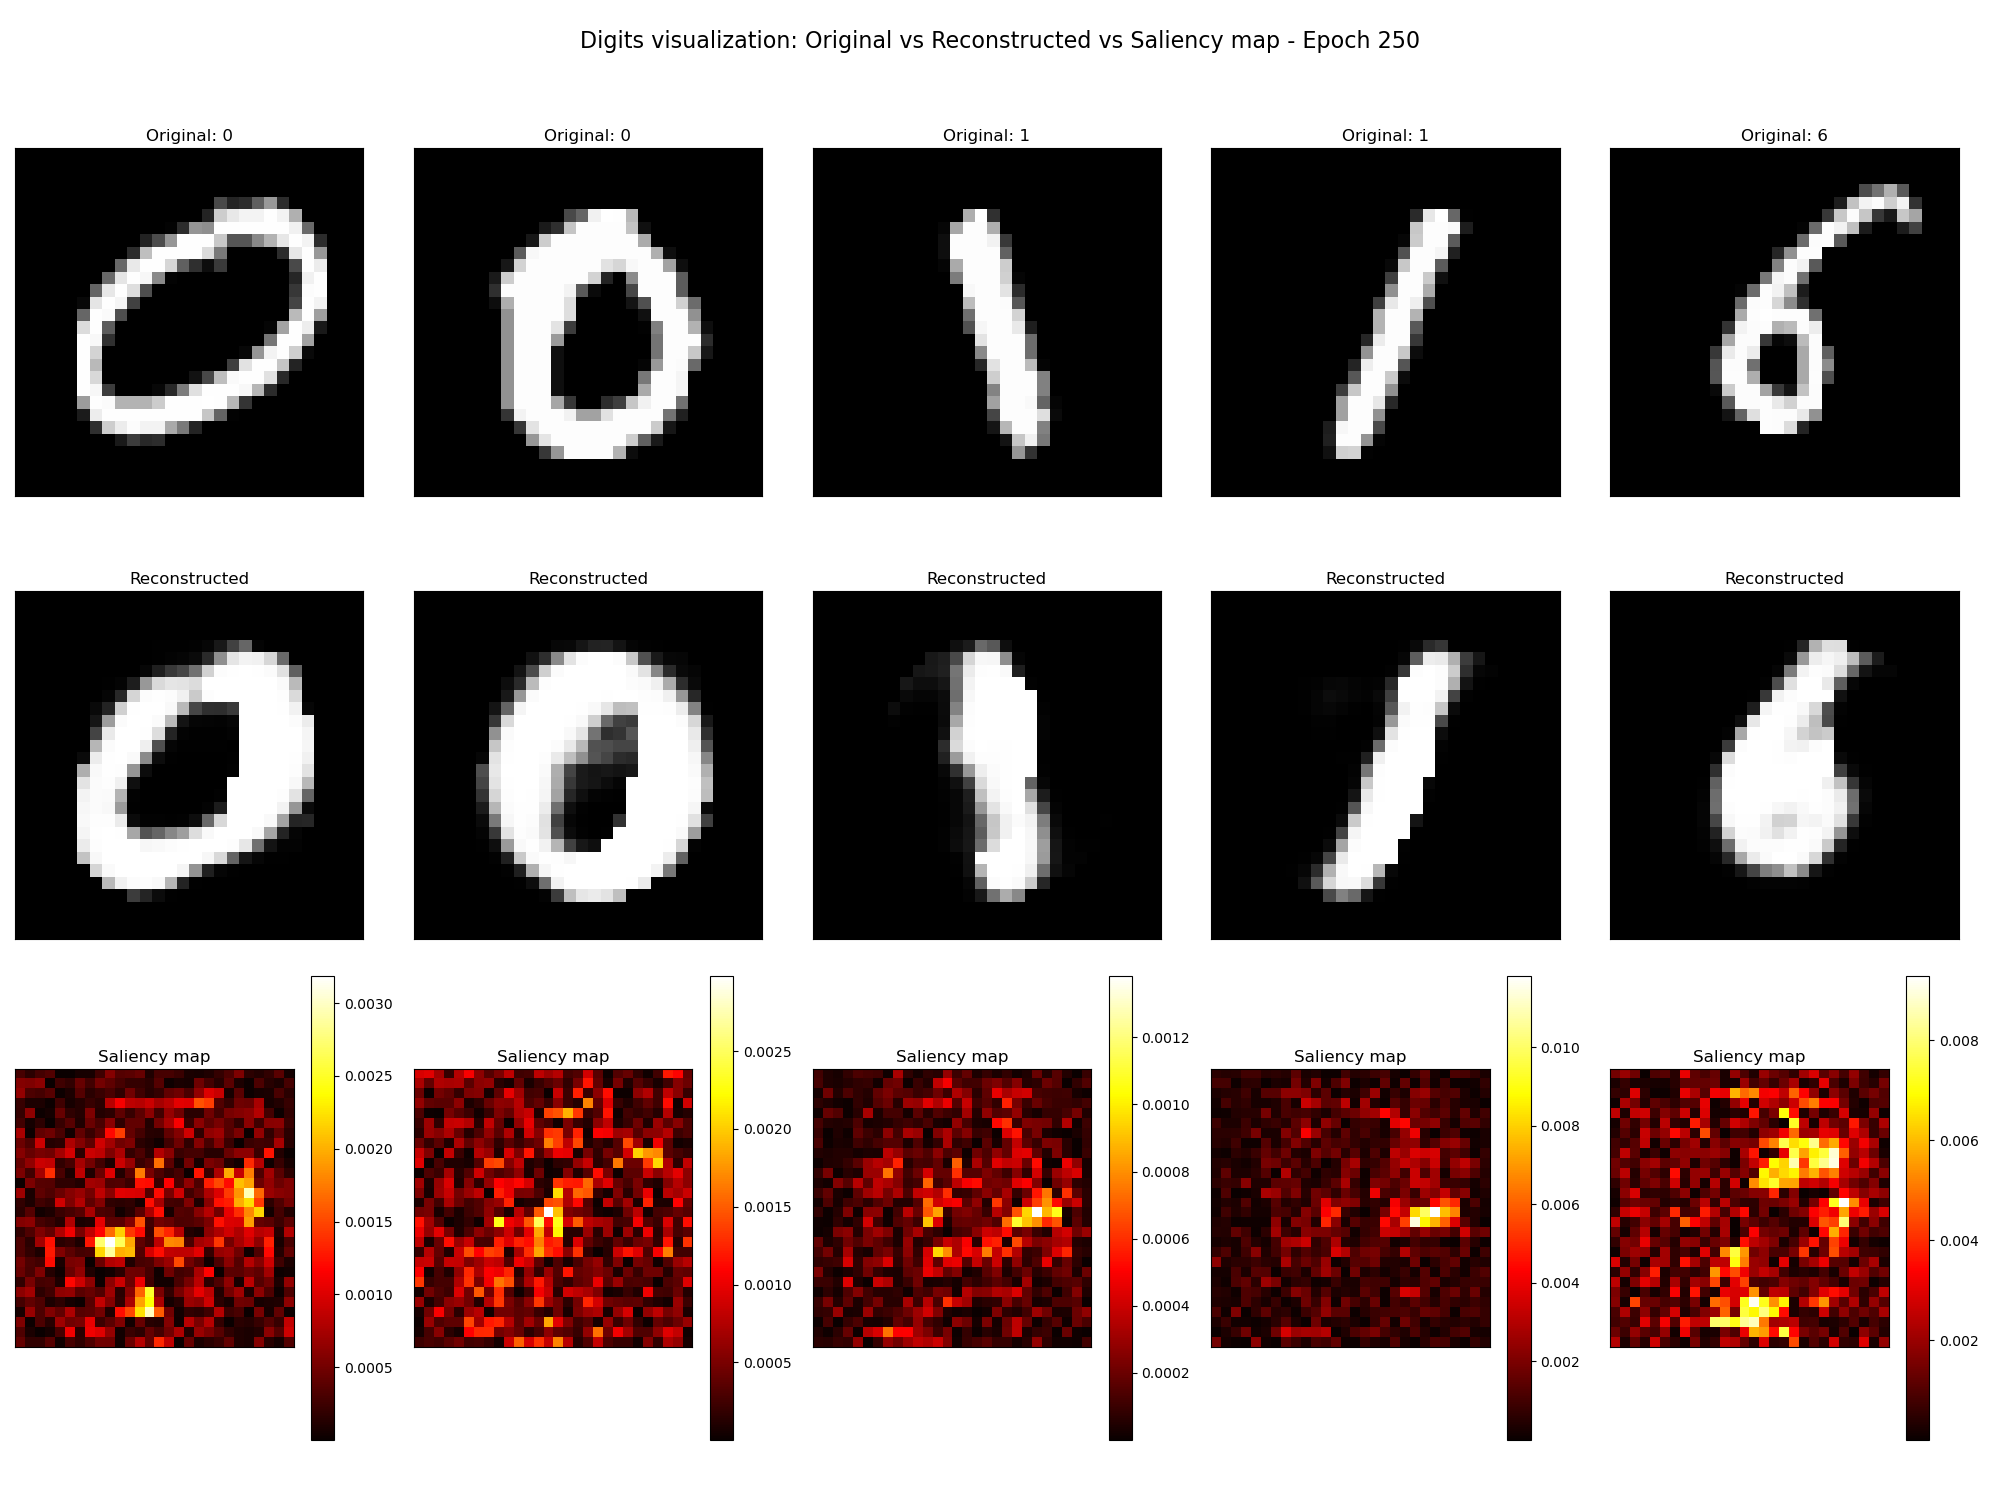 Digits visualization: Original vs Reconstructed vs Saliency map - Epoch 250
Original: 0
Original: 0
Original: 1
Original: 1
Original: 6
Reconstructed
Reconstructed
Reconstructed
Reconstructed
Reconstructed
Saliency map
0.0030
0.0025
0.0020
0.0015
0.0010
0.0005
Saliency map
0.0025
0.0020
0.0015
0.0010
0.0005
Saliency map
0.0012
0.0010
0.0008
0.0006
0.0004
0.0002
Saliency map
0.010
0.008
0.006
0.004
0.002
Saliency map
0.008
0.006
0.004
0.002